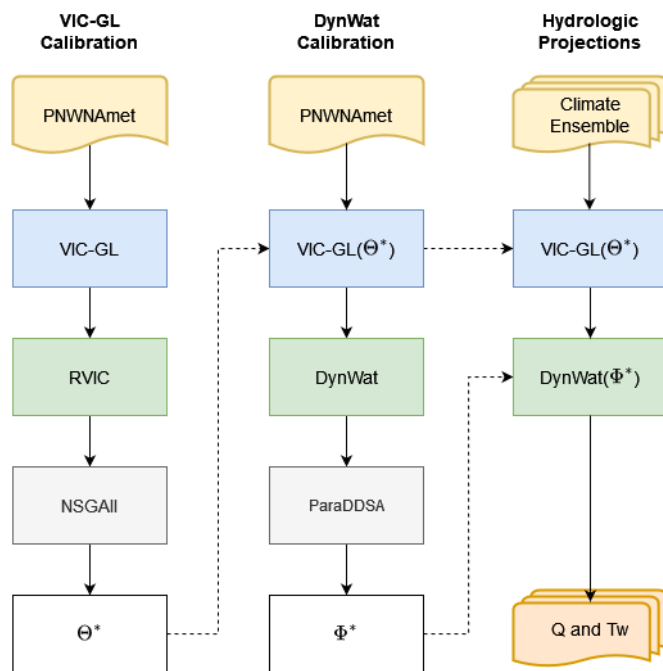 VIC-GL
Calibration
DynWat
Calibration
Hydrologic
Projections
PNWNAmet
PNWNAmet
Climate
Ensemble
VIC-GL
VIC-GL(Θ*)
VIC-GL(Θ*)
RVIC
DynWat
DynWat(Φ*)
NSGAII
ParaDDSA
Θ*
Φ*
Q and Tw